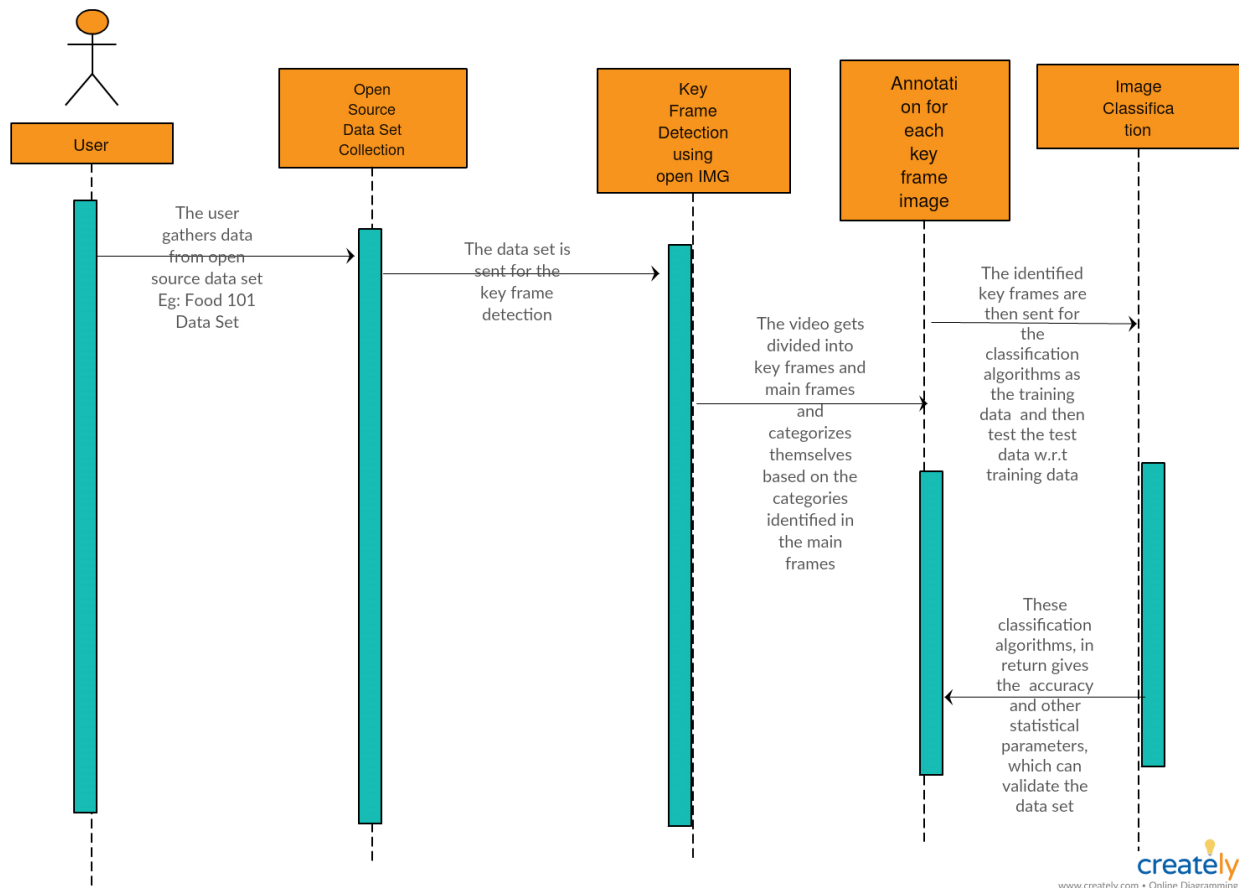 User
Open
Source
Data Set
Collection
Key
Frame
Detection
using
open IMG
Annotati
on for
each
key
frame
image
Image
Classifica
tion
The user
gathers data
from open
source data set
Eg: Food 101
Data Set
The data set is
sent for the
key frame
detection
The video gets
divided into
key frames and
main frames
and
categorizes
themselves
based on the
categories
identified in
the main
frames
The identified
key frames are
then sent for
the
classification
algorithms as
the training
data and then
test the test
data w.r.t
training data
These
classification
algorithms, in
return gives
the accuracy
and other
statistical
parameters,
which can
validate the
data set
creately
www.creately.com • Online Diagramming